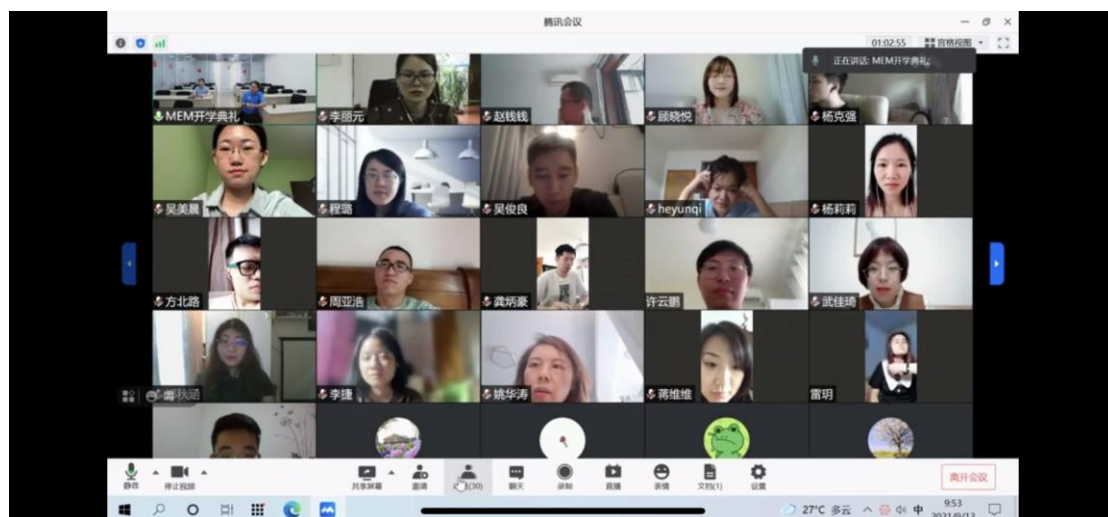 腾讯会议
01:02:55 宫格视图
正在讲话: MEM开学典礼;
MEM开学典礼 李丽元 赵钱钱 顾晓悦 杨克强
吴美晨 程璐 吴俊良 heyunqi 杨莉莉
方北路 周亚浩 龚炳豪 许云鹏 武佳琦
秋涵 李捷 姚华涛 蒋维维 雷玥
静音 停止视频 共享屏幕 邀请 (30) 聊天 录制 直播 表情 文档(1) 设置 离开会议
27°C 多云 中 9:53
2021/9/13